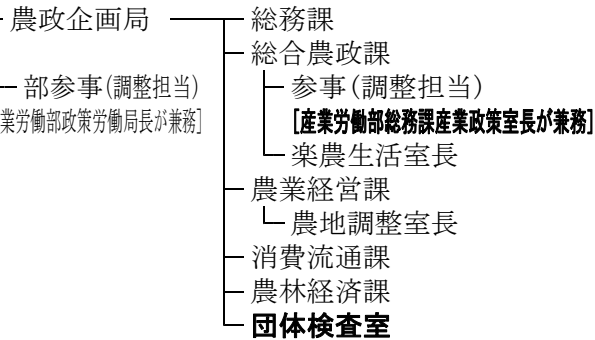 農政企画局
部参事(調整担当)
業労働部政策労働局長が兼務]
総務課
総合農政課
参事(調整担当)
[産業労働部総務課産業政策室長が兼務]
楽農生活室長
農業経営課
農地調整室長
消費流通課
農林経済課
団体検査室